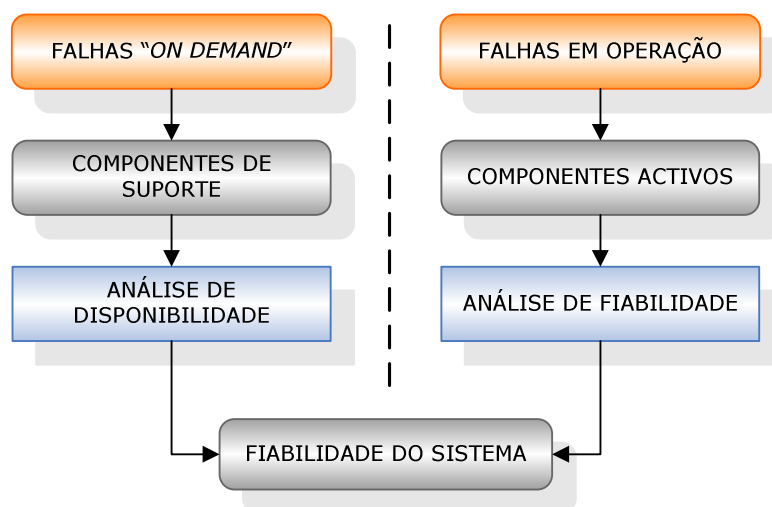 FALHAS “ON DEMAND”
FALHAS EM OPERAÇÃO
COMPONENTES DE
SUPORTE
COMPONENTES ACTIVOS
ANÁLISE DE
DISPONIBILIDADE
ANÁLISE DE FIABILIDADE
FIABILIDADE DO SISTEMA